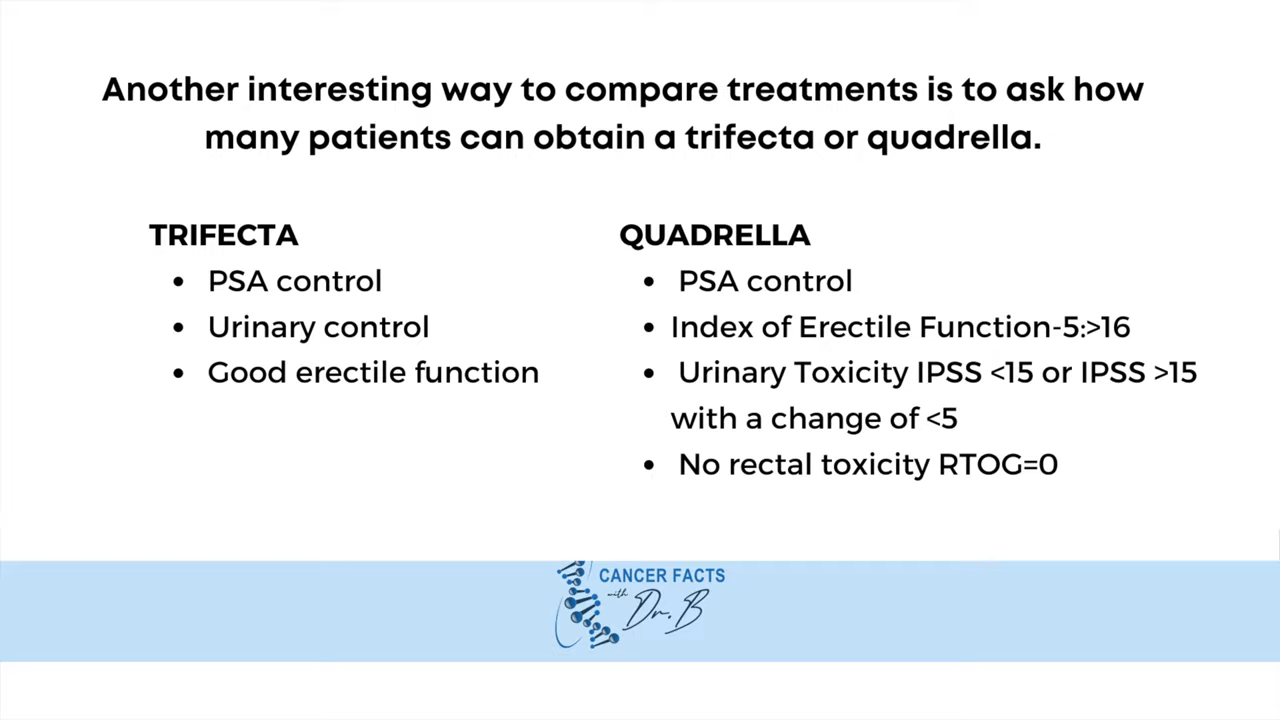 Another interesting way to compare treatments is to ask how
many patients can obtain a trifecta or quadrella.
TRIFECTA
• PSA control
• Urinary control
• Good erectile function
QUADRELLA
• PSA control
• Index of Erectile Function-5:>16
• Urinary Toxicity IPSS <15 or IPSS >15
with a change of <5
• No rectal toxicity RTOG=0
CANCER FACTS
with Dr. B